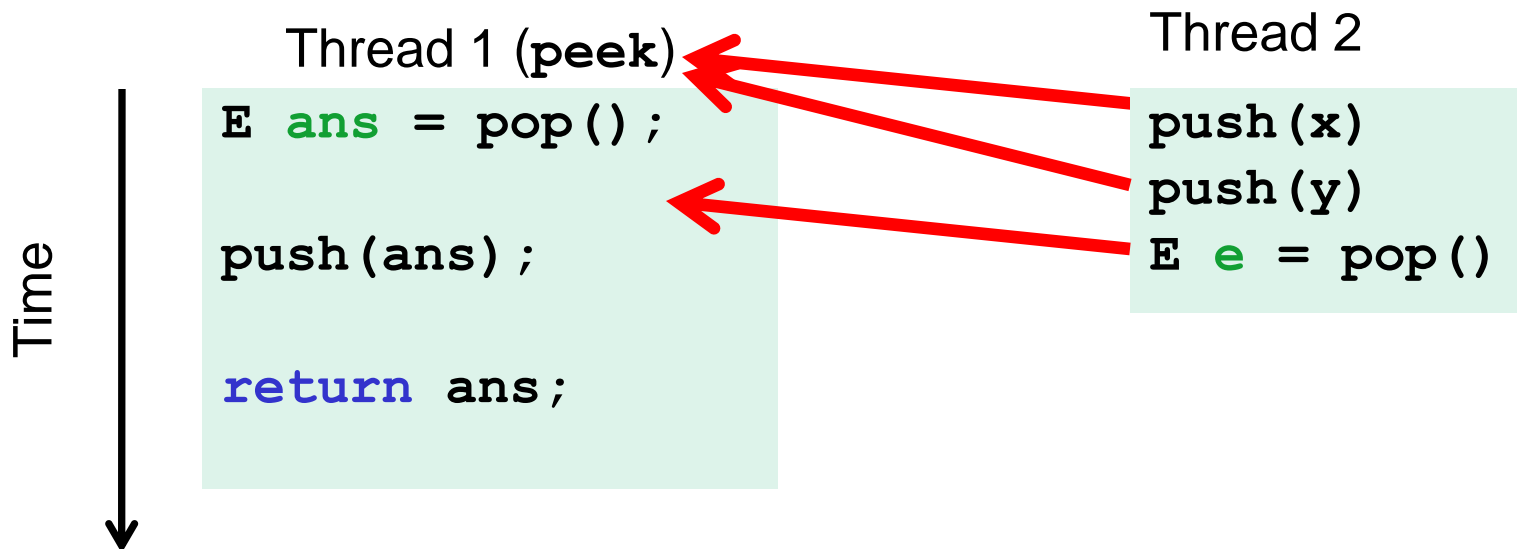 Thread 1 (peek)
Thread 2
Time
E ans = pop();
push(ans);
return ans;
push(x)
push(y)
E e = pop()